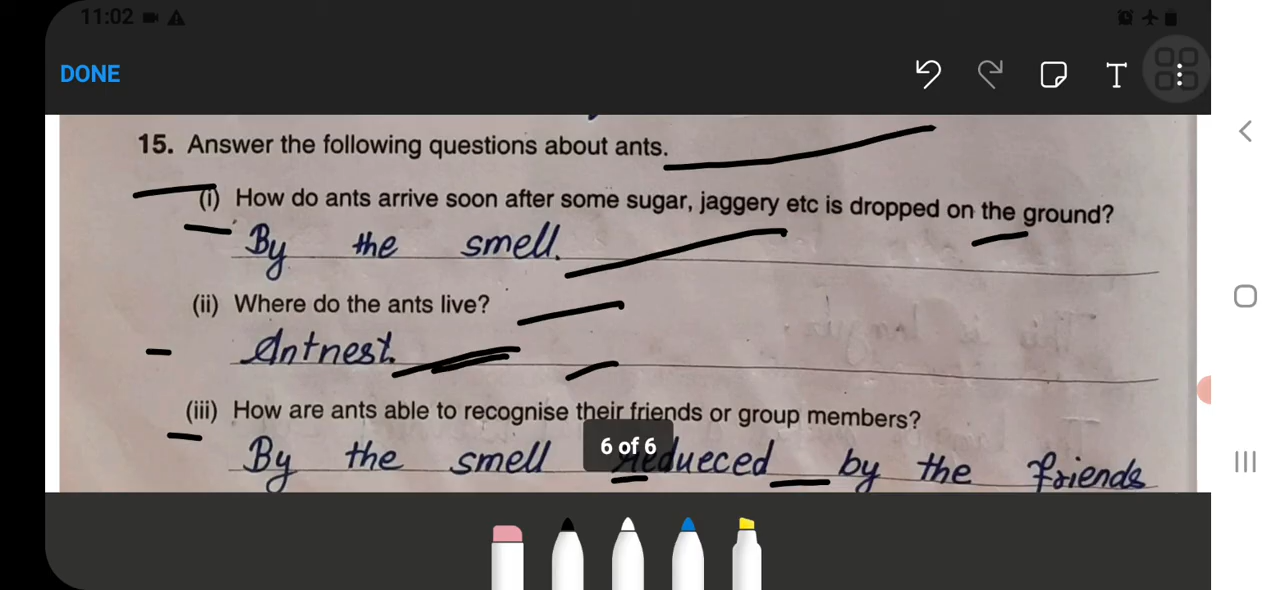 11:02
DONE
T
15. Answer the following questions about ants.
(i) How do ants arrive soon after some sugar, jaggery etc is dropped on the ground?
By the smell.
(ii) Where do the ants live?
Antnest.
(iii) How are ants able to recognise their friends or group members?
6 of 6
By the smell by the friends